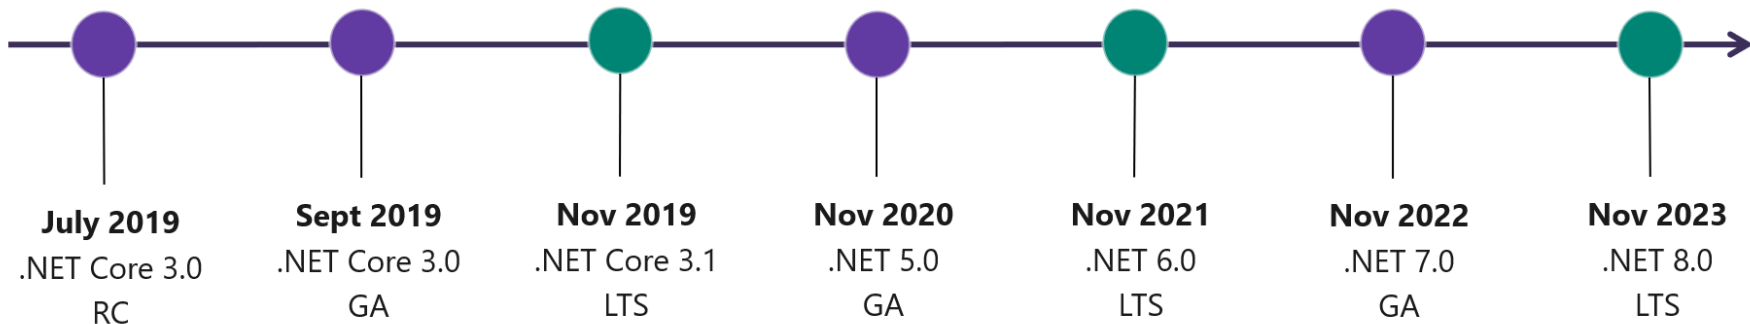 July 2019
.NET Core 3.0
RC
Sept 2019
.NET Core 3.0
GA
Nov 2019
.NET Core 3.1
LTS
Nov 2020
.NET 5.0
GA
Nov 2021
.NET 6.0
LTS
Nov 2022
.NET 7.0
GA
Nov 2023
.NET 8.0
LTS